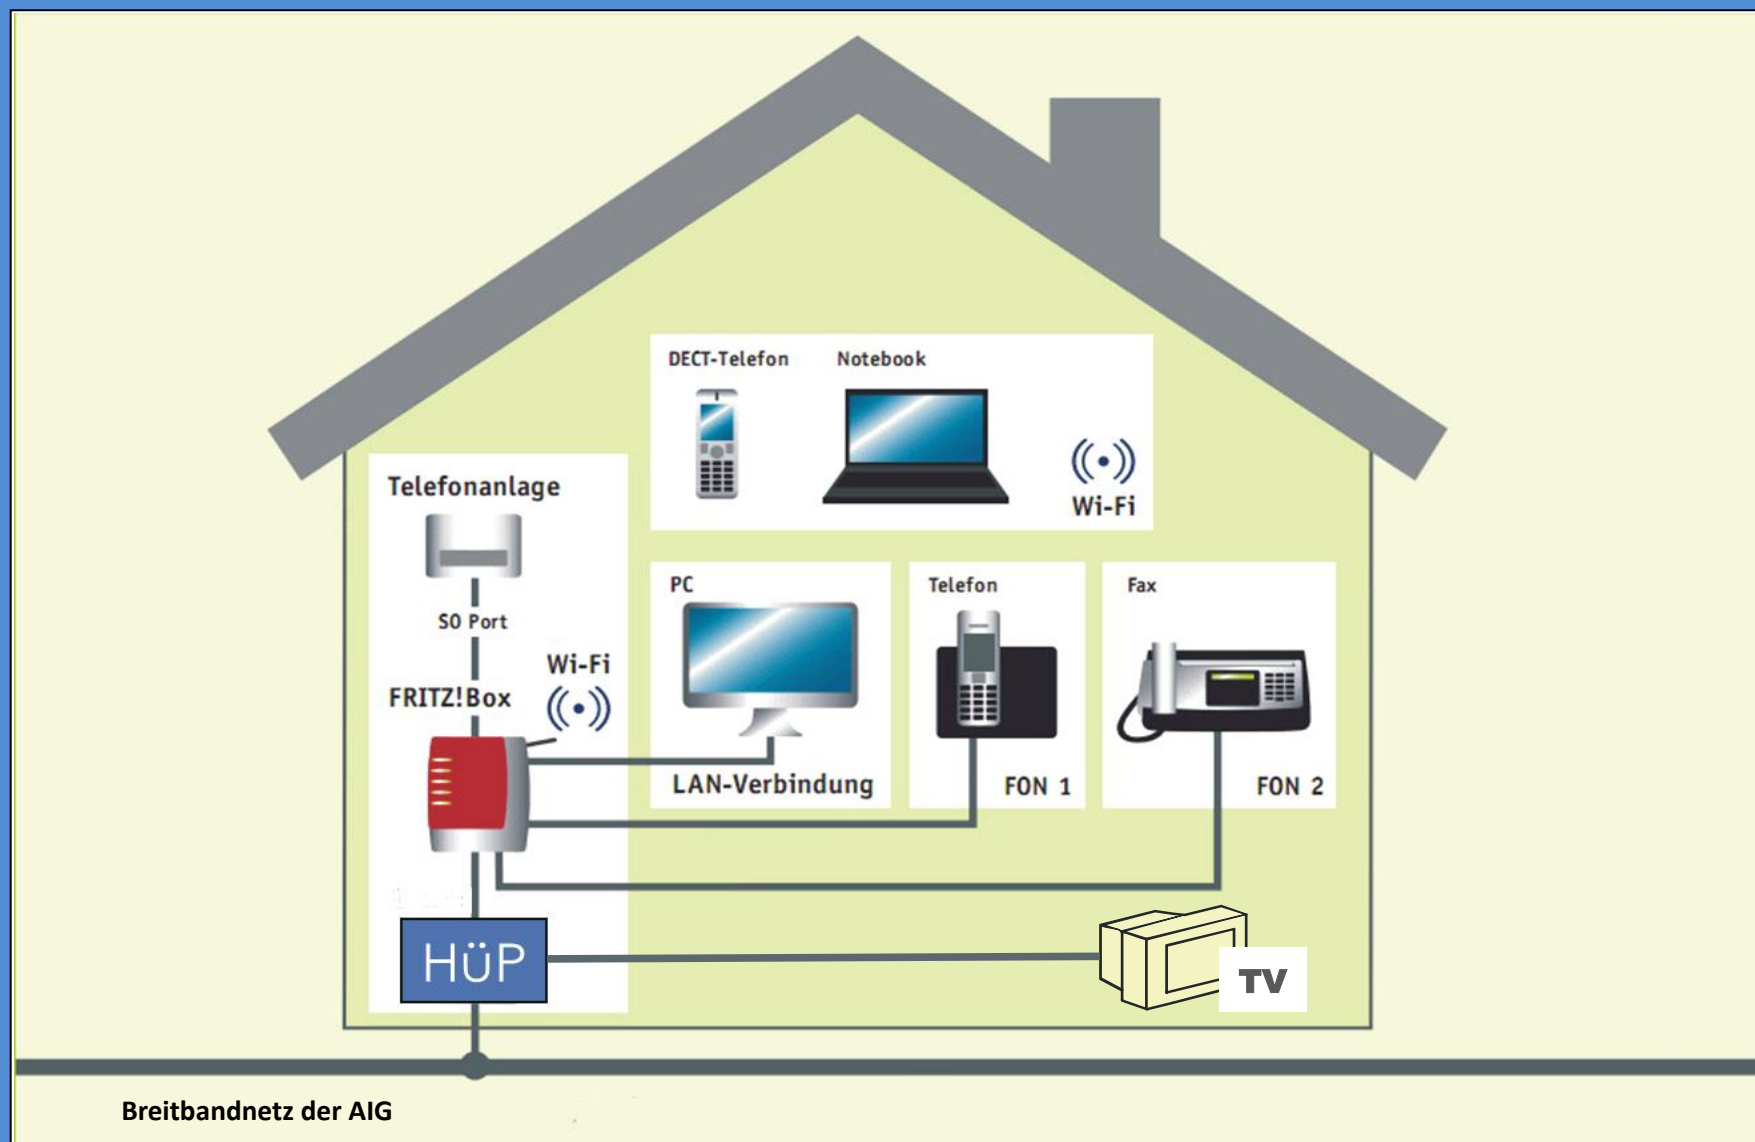 DECT-Telefon
Notebook
Wi-Fi
Telefonanlage
S0 Port
Wi-Fi
FRITZ!Box
PC
LAN-Verbindung
Telefon
FON 1
Fax
FON 2
HüP
TV
Breitbandnetz der AIG